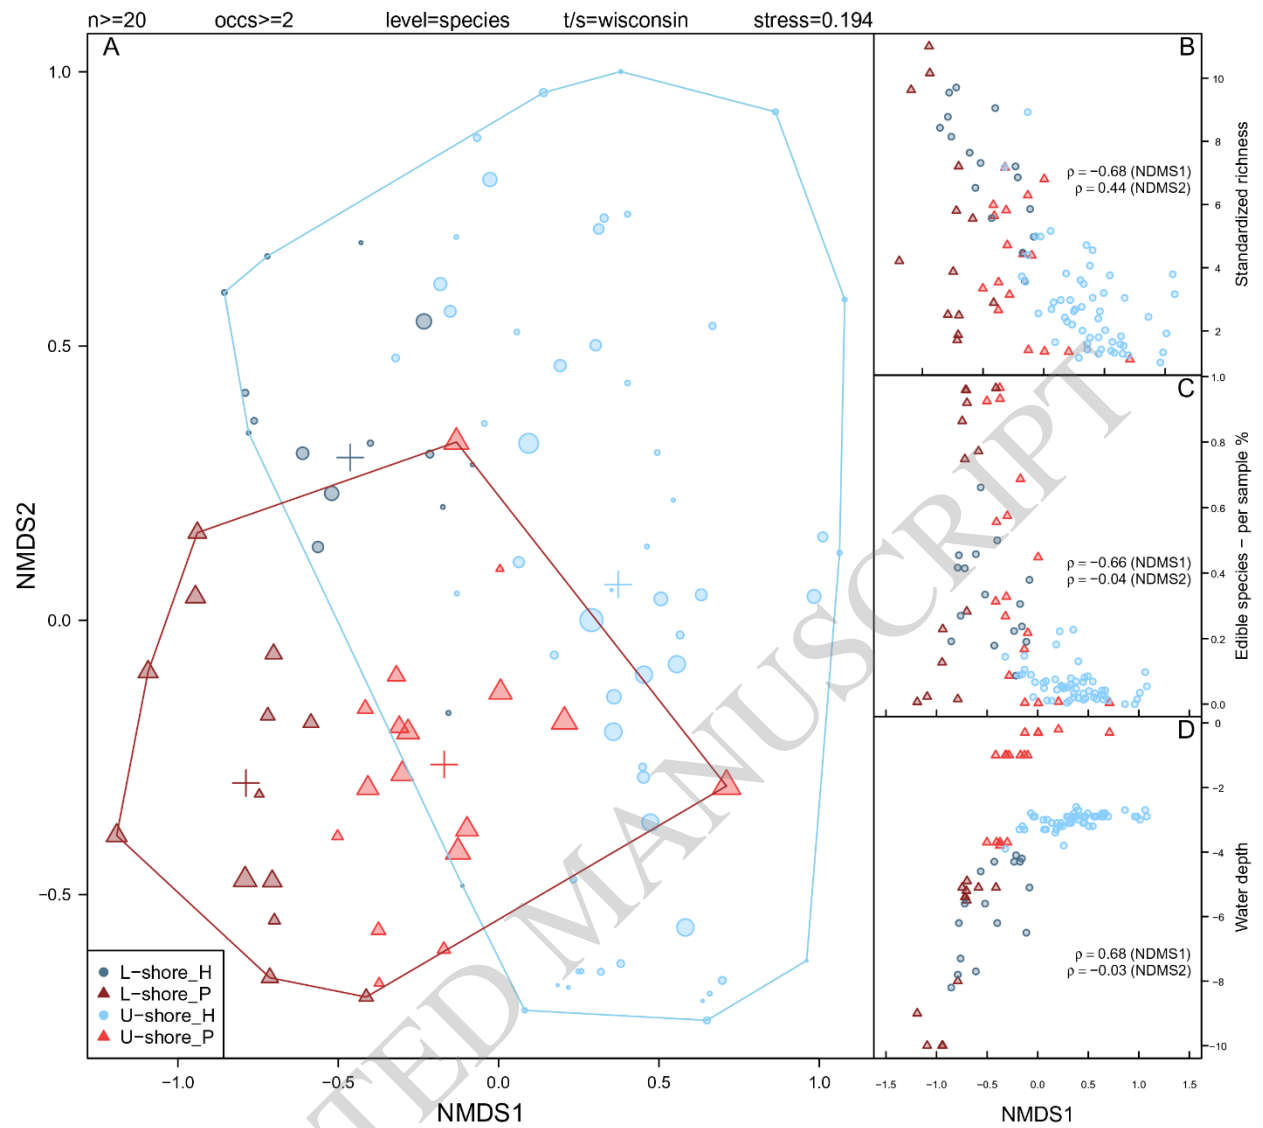 n>=20 occs>=2 level=species t/s=wisconsin stress=0.194
A
NMDS2
1.0
0.5
0.0
−0.5
−1.0
−0.5
0.0
0.5
1.0
NMDS1
L−shore_H
L−shore_P
U−shore_H
U−shore_P
B
ρ = −0.68 (NDMS1)
ρ = 0.44 (NDMS2)
10
8
6
4
2
Standardized richness
C
ρ = −0.66 (NDMS1)
ρ = −0.04 (NDMS2)
1.0
0.8
0.6
0.4
0.2
0.0
Edible species − per sample %
D
ρ = 0.68 (NDMS1)
ρ = −0.03 (NDMS2)
0
−2
−4
−6
−8
−10
Water depth
−1.5
−1.0
−0.5
0.0
0.5
1.0
1.5
NMDS1
TED MANUSCRIPT